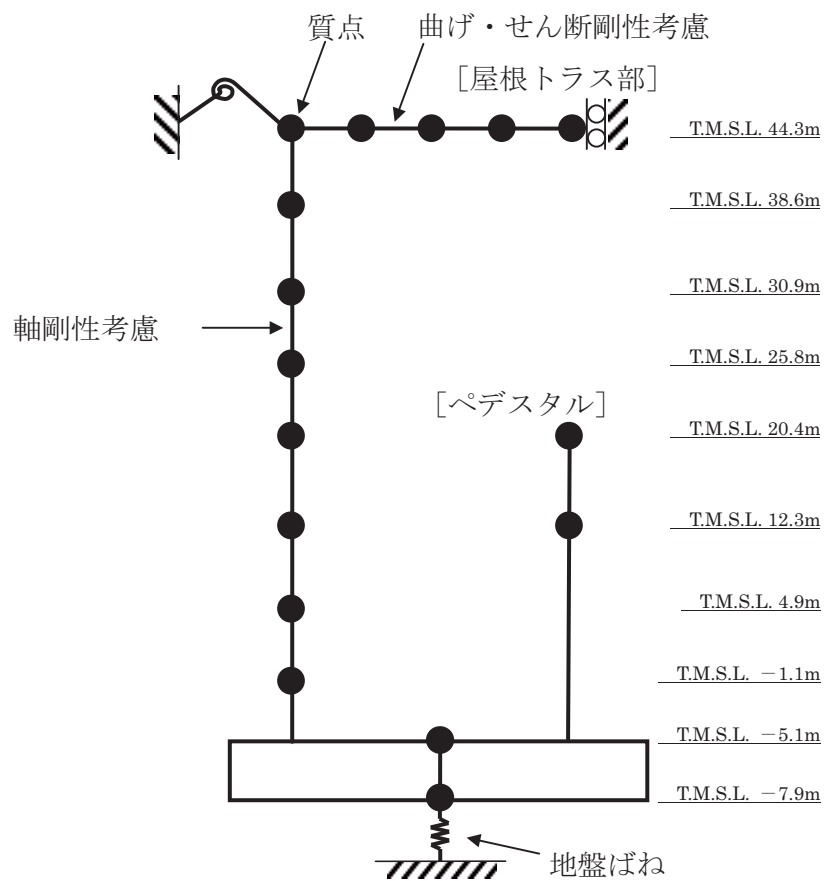 質点
曲げ・せん断剛性考慮
［屋根トラス部］
T.M.S.L. 44.3m
T.M.S.L. 38.6m
T.M.S.L. 30.9m
軸剛性考慮
T.M.S.L. 25.8m
［ペデスタル］
T.M.S.L. 20.4m
T.M.S.L. 12.3m
T.M.S.L. 4.9m
T.M.S.L. －1.1m
T.M.S.L. －5.1m
T.M.S.L. －7.9m
地盤ばね